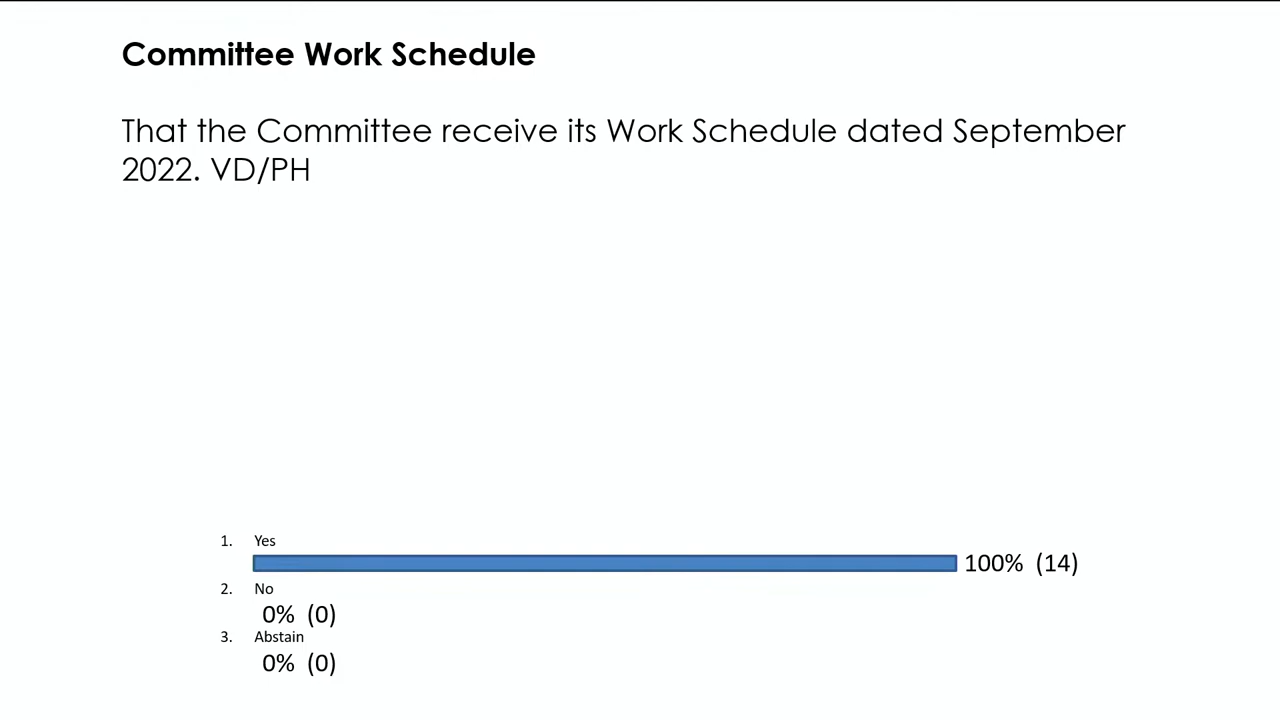 Committee Work Schedule
That the Committee receive its Work Schedule dated September
2022. VD/PH
1. Yes
100% (14)
2. No
0% (0)
3. Abstain
0% (0)